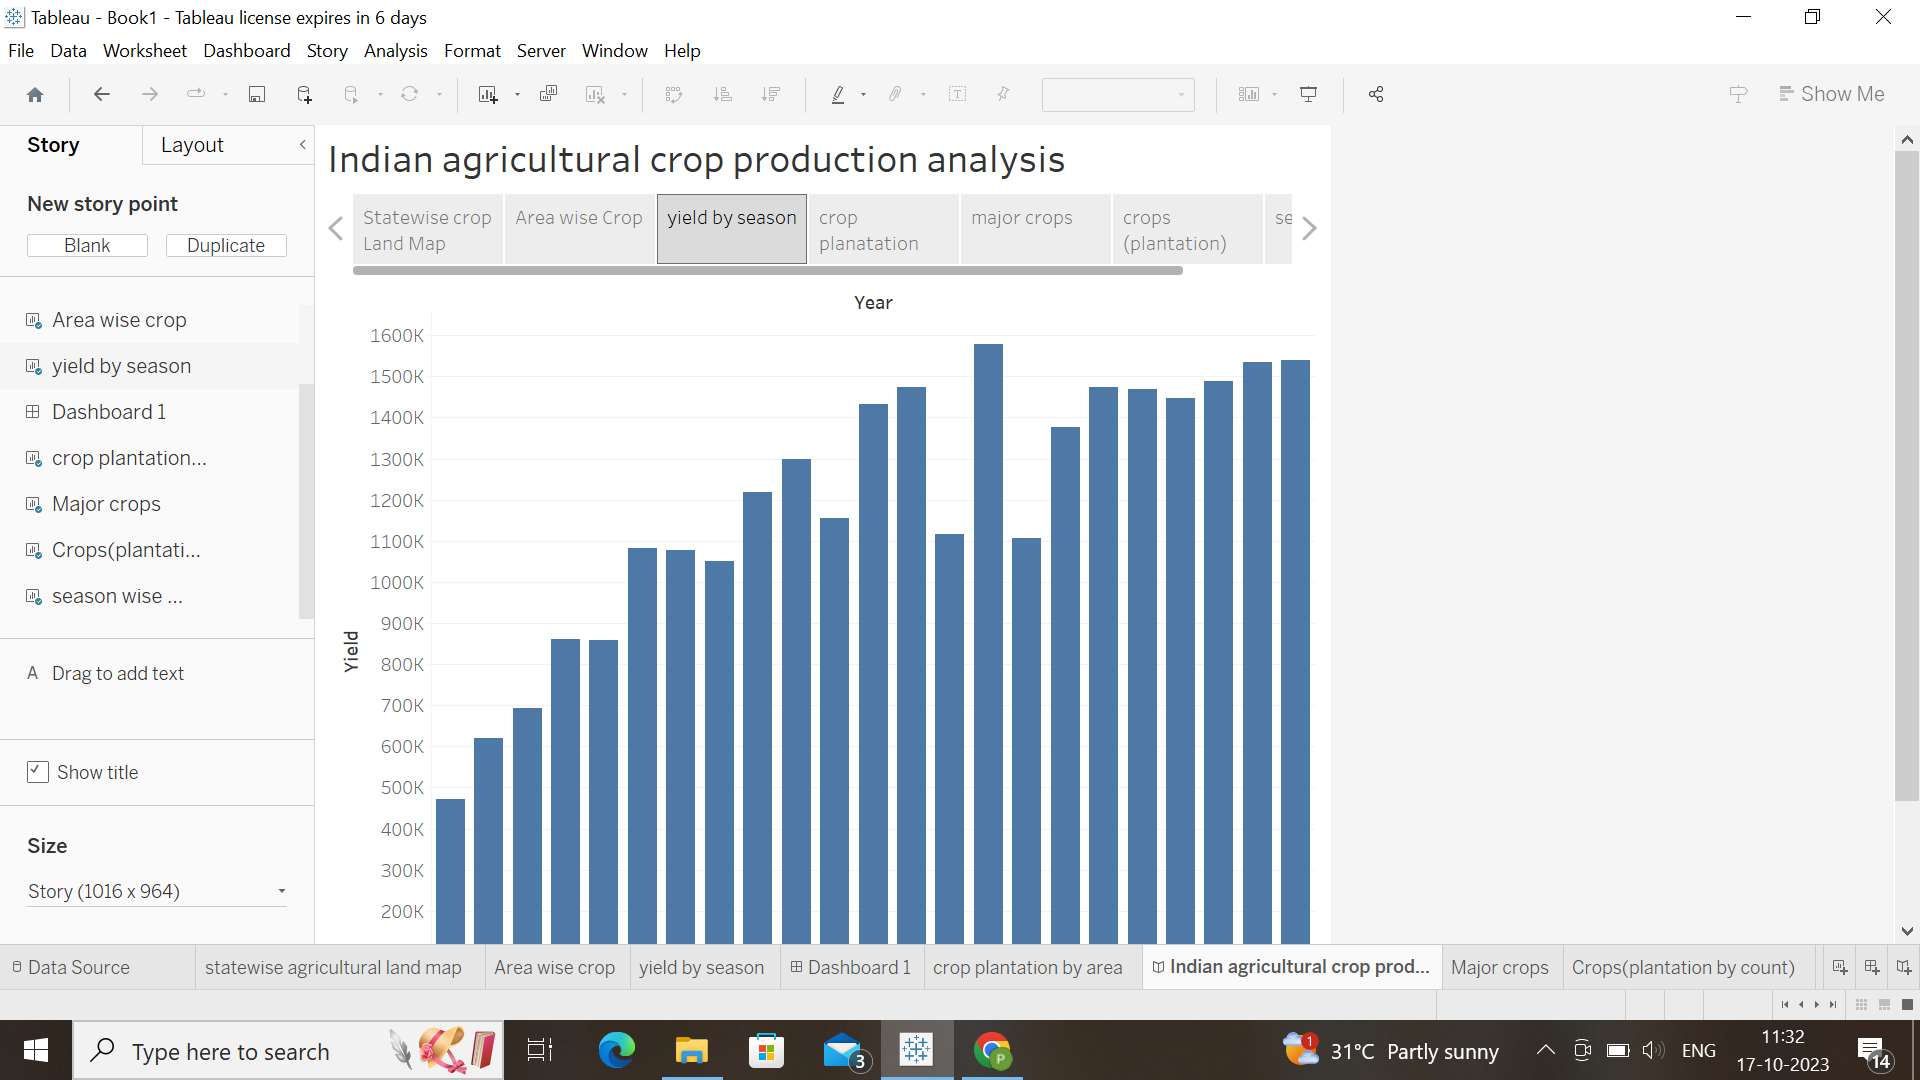 Tableau - Book1 - Tableau license expires in 6 days
File Data Worksheet Dashboard Story Analysis Format Server Window Help
Show Me
Story Layout
New story point
Blank Duplicate
Area wise crop
yield by season
Dashboard 1
crop plantation...
Major crops
Crops(plantati...
season wise ...
A Drag to add text
Show title
Size
Story (1016 x 964)
Indian agricultural crop production analysis
Statewise crop
Land Map
Area wise Crop
yield by season
crop
planatation
major crops
crops
(plantation)
se
Year
Yield
1600K
1500K
1400K
1300K
1200K
1100K
1000K
900K
800K
700K
600K
500K
400K
300K
200K
Data Source statewise agricultural land map Area wise crop yield by season Dashboard 1 crop plantation by area Indian agricultural crop prod... Major crops Crops(plantation by count)
Type here to search
3
P
1
31°C Partly sunny
ENG
11:32
17-10-2023
14